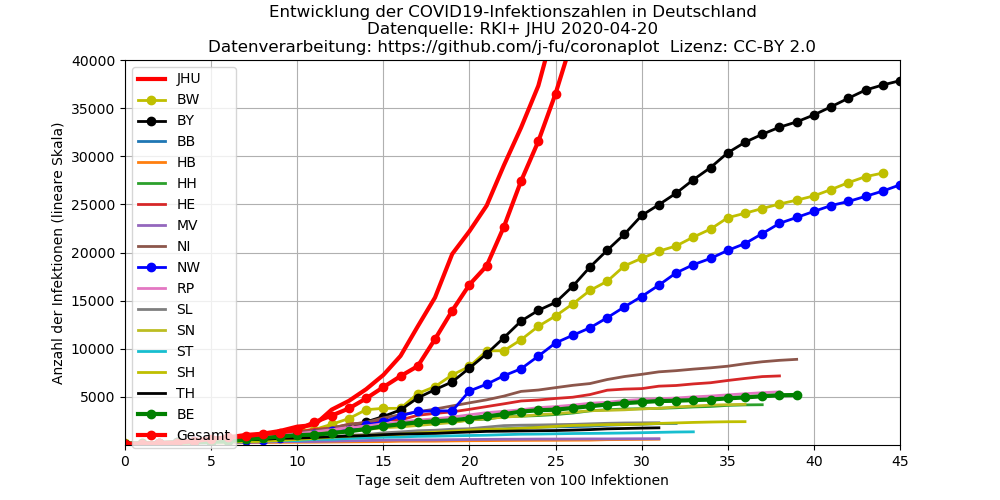 Entwicklung der COVID19-Infektionszahlen in Deutschland
Datenquelle: RKI+ JHU 2020-04-20
Datenverarbeitung: https://github.com/j-fu/coronaplot Lizenz: CC-BY 2.0
Anzahl der Infektionen (lineare Skala)
40000
35000
30000
25000
20000
15000
10000
5000
JHU
BW
BY
BB
HB
HH
HE
MV
NI
NW
RP
SL
SN
ST
SH
TH
BE
Gesamt
0 5 10 15 20 25 30 35 40 45
Tage seit dem Auftreten von 100 Infektionen